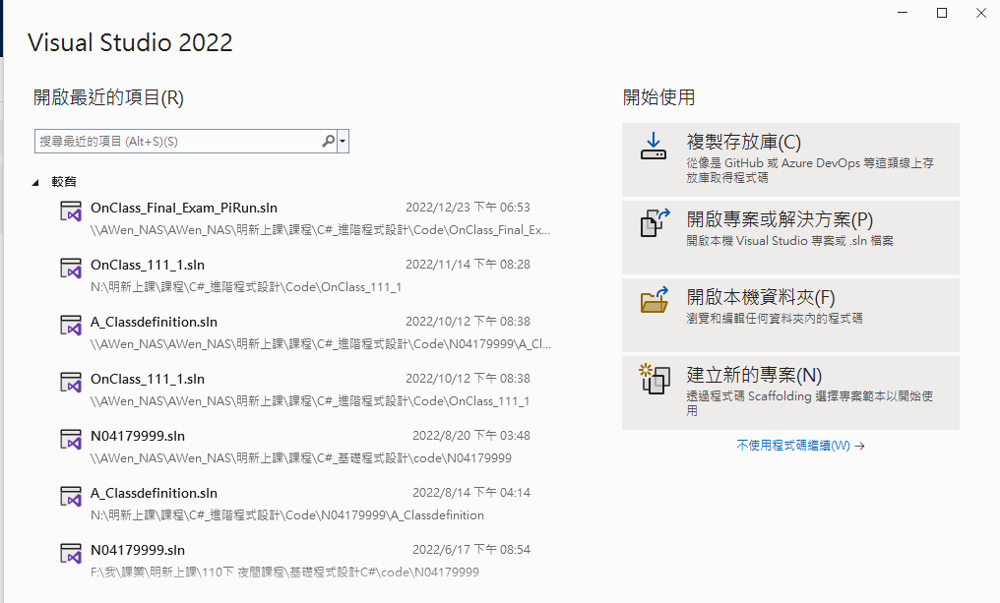 Visual Studio 2022
開啟最近的項目(R)
搜尋最近的項目 (Alt+S)(S)
較舊
OnClass_Final_Exam_PiRun.sln 2022/12/23 下午 06:53
\\AWen_NAS\AWen_NAS\明新上課\課程\C#_進階程式設計\Code\OnClass_Final_Ex...
OnClass_111_1.sln 2022/11/14 下午 08:28
N:\明新上課\課程\C#_進階程式設計\Code\OnClass_111_1
A_Classdefinition.sln 2022/10/12 下午 08:38
\\AWen_NAS\AWen_NAS\明新上課\課程\C#_進階程式設計\Code\N04179999\A_Cl...
OnClass_111_1.sln 2022/10/12 下午 08:38
\\AWen_NAS\AWen_NAS\明新上課\課程\C#_進階程式設計\Code\OnClass_111_1
N04179999.sln 2022/8/20 下午 03:48
\\AWen_NAS\AWen_NAS\明新上課\課程\C#_基礎程式設計\code\N04179999
A_Classdefinition.sln 2022/8/14 下午 04:14
N:\明新上課\課程\C#_進階程式設計\Code\N04179999\A_Classdefinition
N04179999.sln 2022/6/17 下午 08:54
F:\我\課業\明新上課\110下 夜間課程\基礎程式設計C#\code\N04179999
開始使用
複製存放庫(C)
從像是 GitHub 或 Azure DevOps 等這類線上存
放庫取得程式碼
開啟專案或解決方案(P)
開啟本機 Visual Studio 專案或 .sln 檔案
開啟本機資料夾(F)
瀏覽和編輯任何資料夾內的程式碼
建立新的專案(N)
透過程式碼 Scaffolding 選擇專案範本以開始使
用
不使用程式碼繼續(W) →